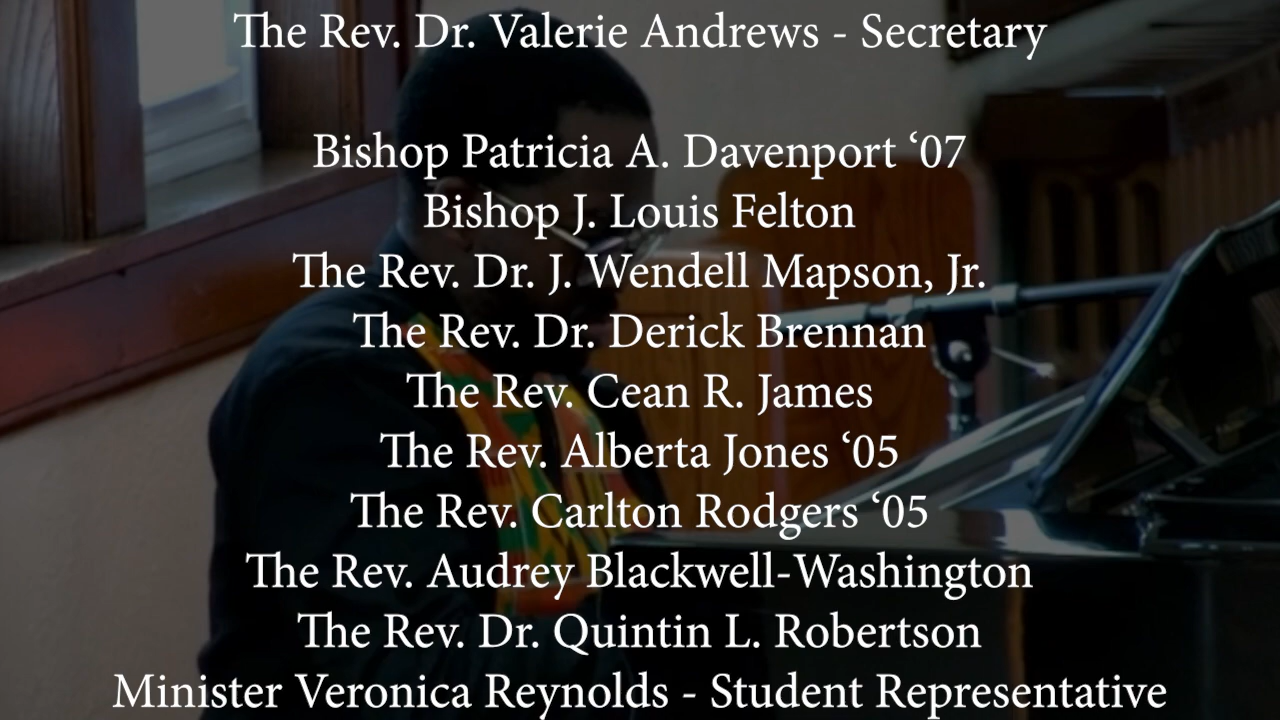 The Rev. Dr. Valerie Andrews - Secretary
Bishop Patricia A. Davenport ‘07
Bishop J. Louis Felton
The Rev. Dr. J. Wendell Mapson, Jr.
The Rev. Dr. Derick Brennan
The Rev. Cean R. James
The Rev. Alberta Jones ‘05
The Rev. Carlton Rodgers ‘05
The Rev. Audrey Blackwell-Washington
The Rev. Dr. Quintin L. Robertson
Minister Veronica Reynolds - Student Representative